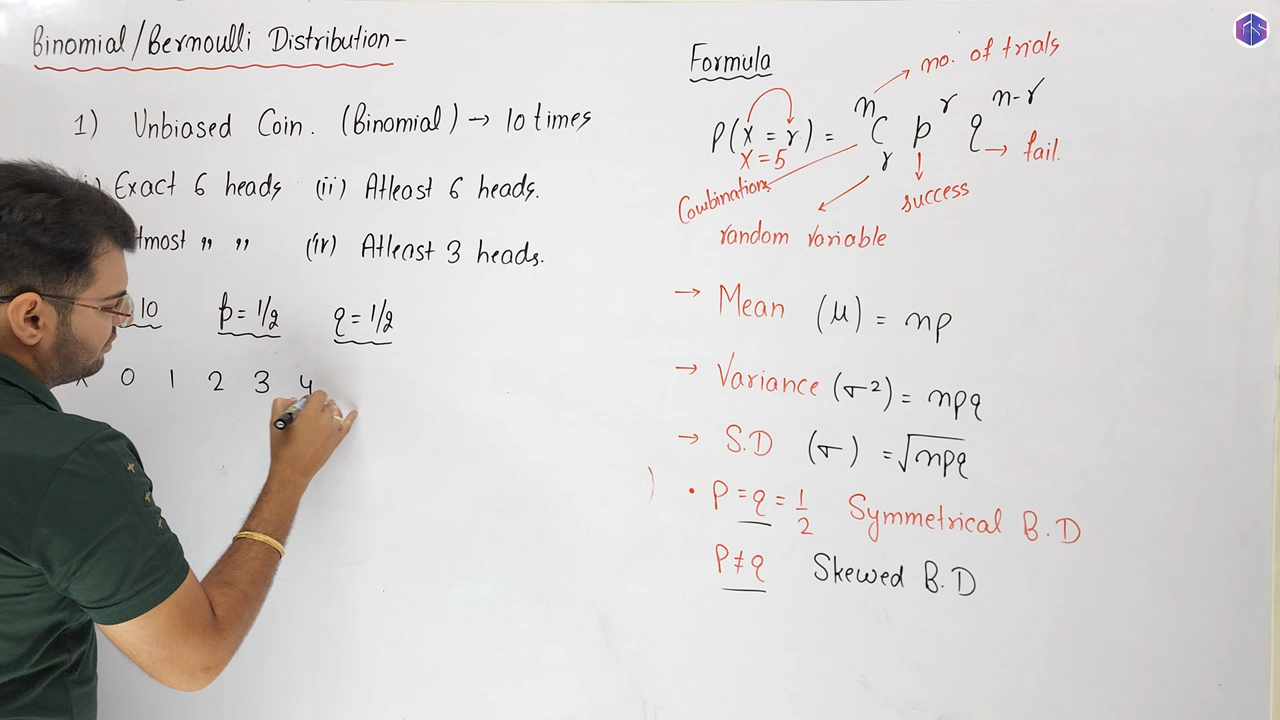 Binomial/Bernoulli Distribution-
1) Unbiased Coin. (Binomial) → 10 times
) Exact 6 heads (ii) Atleast 6 heads.
tmost " " (iv) Atleast 3 heads.
10 p = 1/2 q = 1/2
0 1 2 3 4
Formula
no. of trials
P(X = r) = nCr p^r q^n-r
X = 5
fail.
Combinations
success
random variable
→ Mean (μ) = np
→ Variance (σ²) = npq
→ S.D (σ) = √npq
• P = q = 1/2 Symmetrical B.D
P ≠ q Skewed B.D